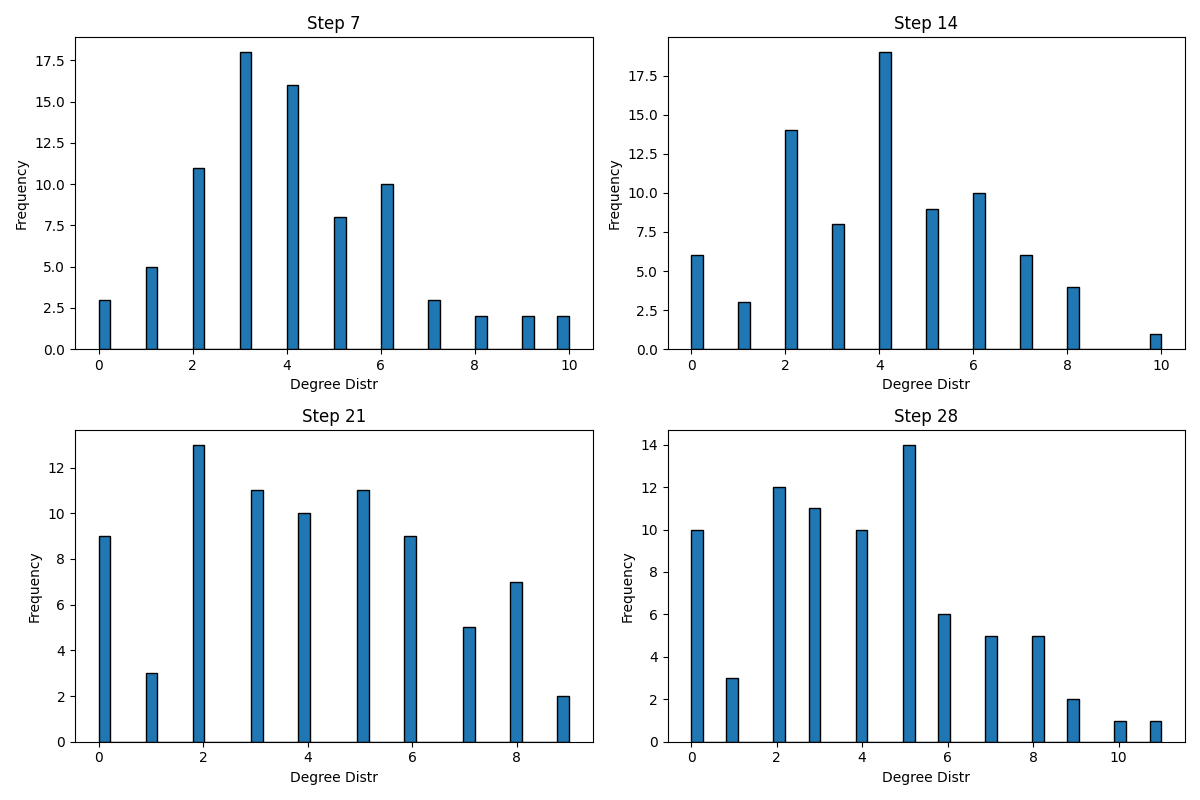 Step 7
17.5
15.0
12.5
10.0
7.5
5.0
2.5
0.0
Frequency
0 2 4 6 8 10
Degree Distr
Step 14
17.5
15.0
12.5
10.0
7.5
5.0
2.5
0.0
Frequency
0 2 4 6 8 10
Degree Distr
Step 21
12
10
8
6
4
2
0
Frequency
0 2 4 6 8
Degree Distr
Step 28
14
12
10
8
6
4
2
0
Frequency
0 2 4 6 8 10
Degree Distr